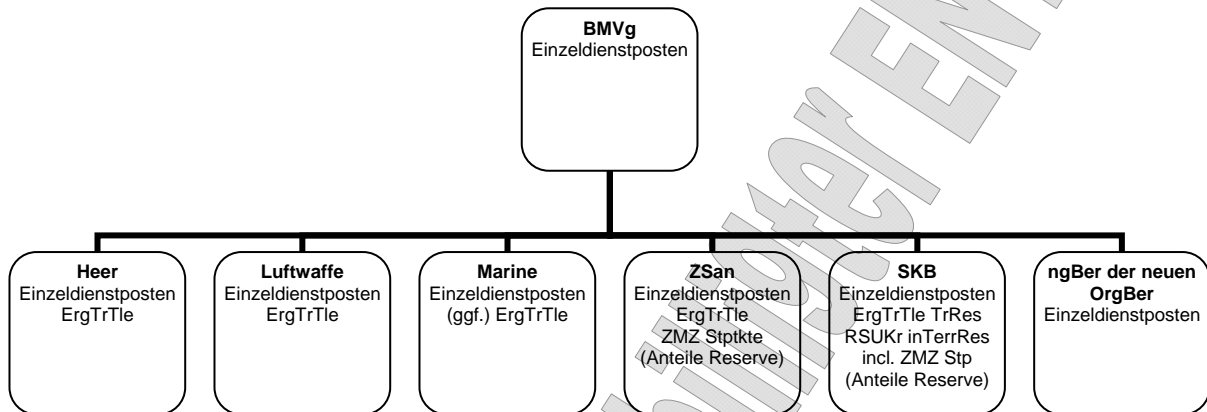 BMVg
Einzeldienstposten
Heer
Einzeldienstposten
ErgTrTle
Luftwaffe
Einzeldienstposten
ErgTrTle
Marine
Einzeldienstposten
(ggf.) ErgTrTle
ZSan
Einzeldienstposten
ErgTrTle
ZMZ Stptkte
(Anteile Reserve)
SKB
Einzeldienstposten
ErgTrTle TrRes
RSUKr inTerrRes
incl. ZMZ Stp
(Anteile Reserve)
ngBer der neuen
OrgBer
Einzeldienstposten